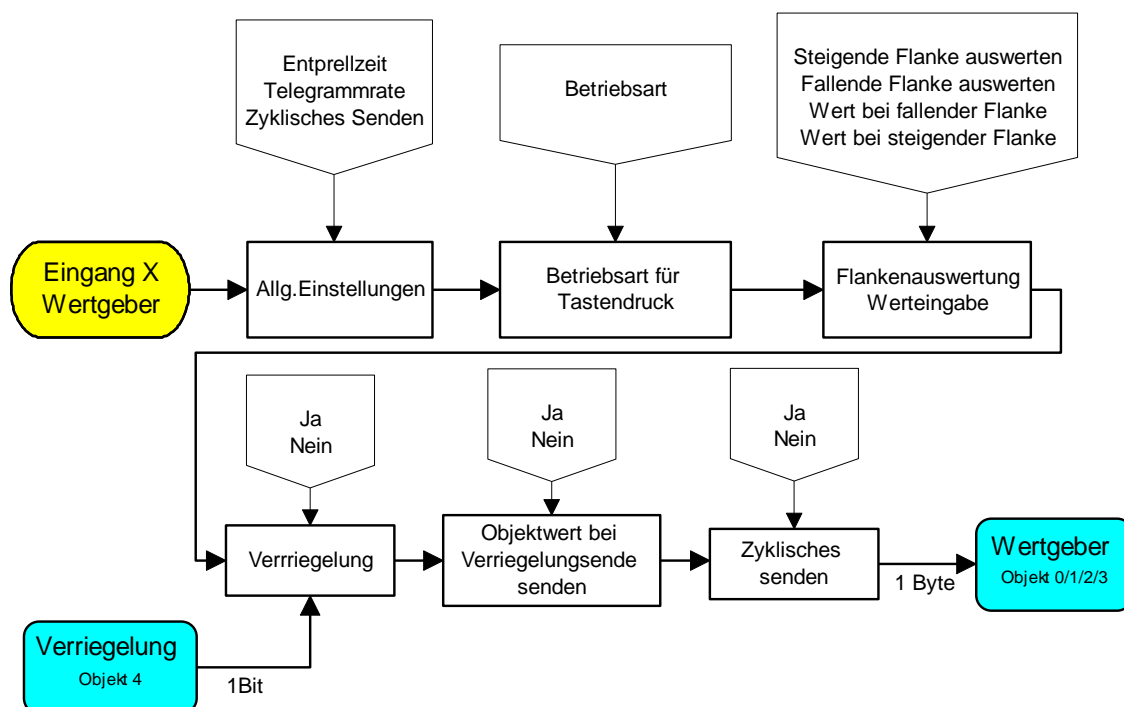 Entprellzeit
Telegrammrate
Zyklisches Senden
Betriebsart
Steigende Flanke auswerten
Fallende Flanke auswerten
Wert bei fallender Flanke
Wert bei steigender Flanke
Eingang X
Wertgeber
Allg.Einstellungen
Betriebsart für
Tastendruck
Flankenauswertung
Werteingabe
Ja
Nein
Ja
Nein
Ja
Nein
Verrriegelung
Objektwert bei
Verriegelungsende
senden
Zyklisches
senden
1 Byte
Wertgeber
Objekt 0/1/2/3
Verriegelung
Objekt 4
1Bit